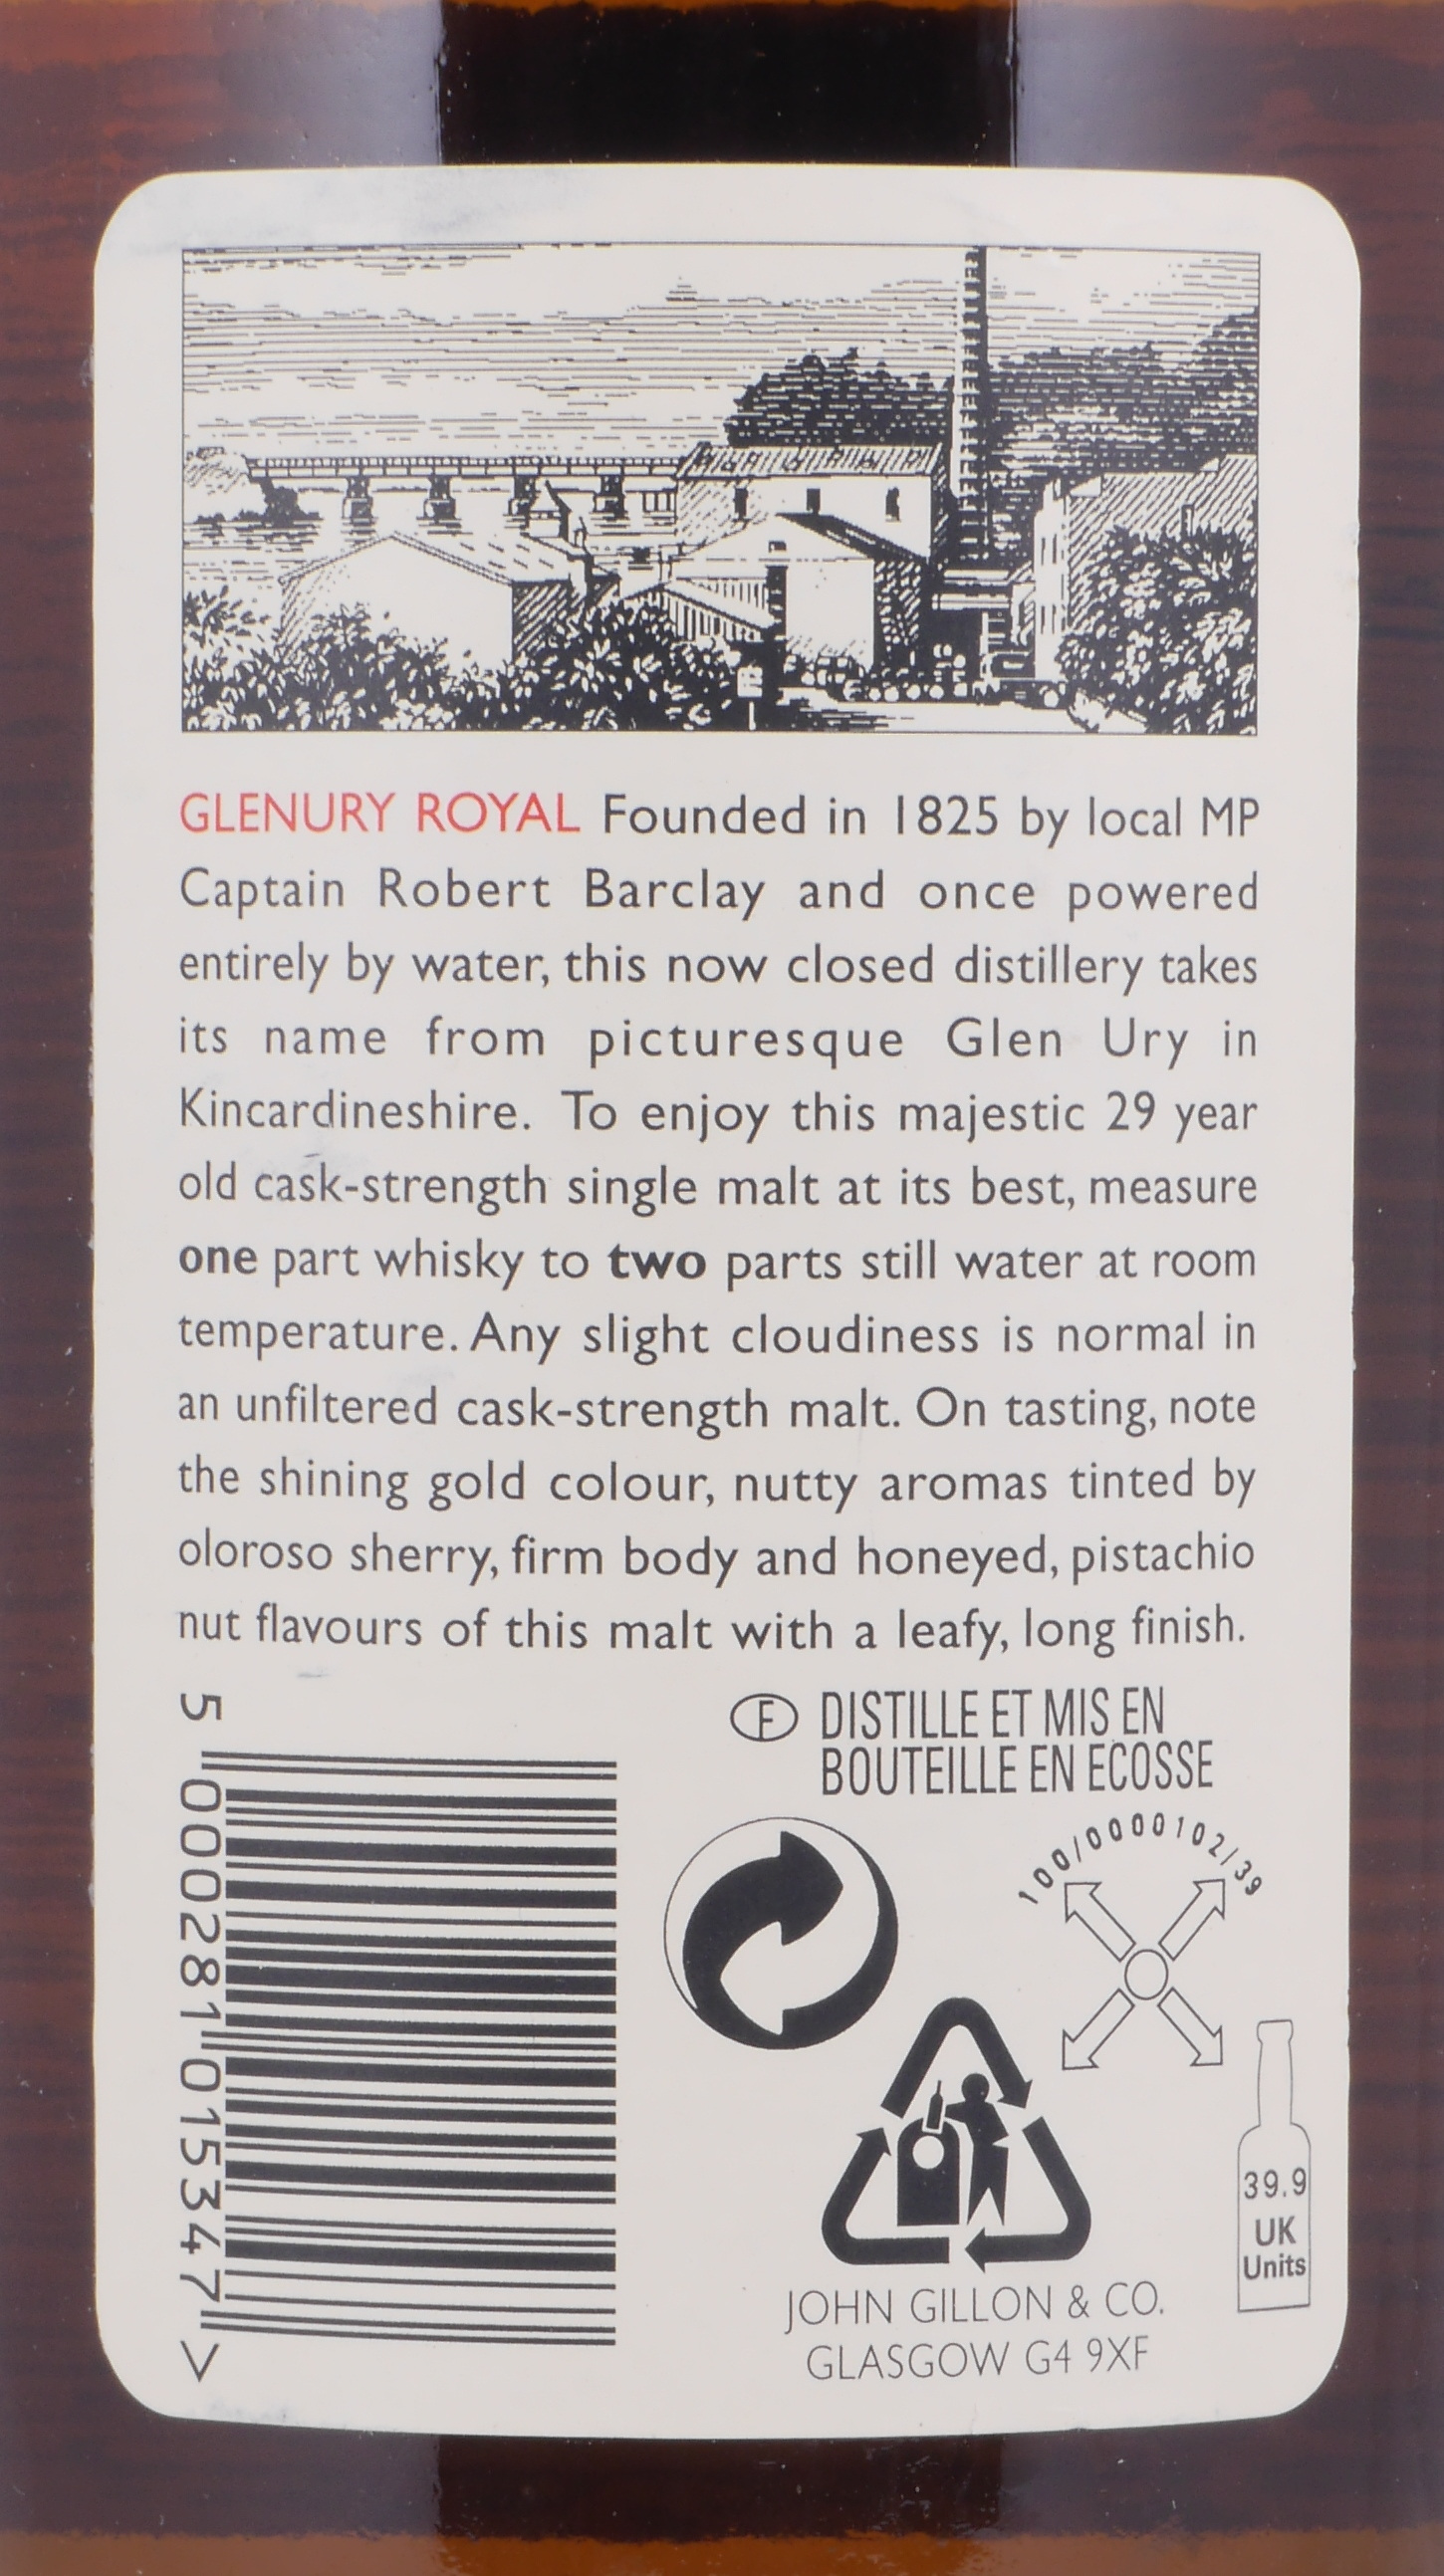 GLENURY ROYAL Founded in 1825 by local MP
Captain Robert Barclay and once powered
entirely by water, this now closed distillery takes
its name from picturesque Glen Ury in
Kincardineshire. To enjoy this majestic 29 year
old cask-strength single malt at its best, measure
one part whisky to two parts still water at room
temperature. Any slight cloudiness is normal in
an unfiltered cask-strength malt. On tasting, note
the shining gold colour, nutty aromas tinted by
oloroso sherry, firm body and honeyed, pistachio
nut flavours of this malt with a leafy, long finish.
5 000281 015347 >
F DISTILLE ET MIS EN
BOUTEILLE EN ECOSSE
100/0000102/39
39.9
UK
Units
JOHN GILLON & CO.
GLASGOW G4 9XF